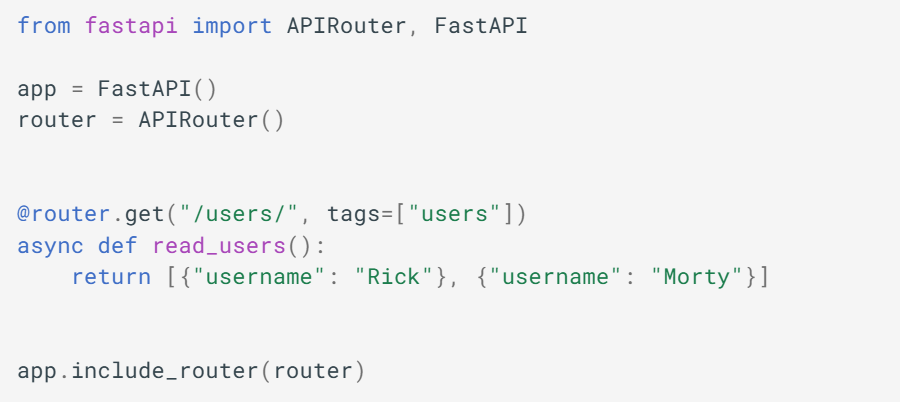 from fastapi import APIRouter, FastAPI
app = FastAPI()
router = APIRouter()
@router.get("/users/", tags=["users"])
async def read_users():
    return [{"username": "Rick"}, {"username": "Morty"}]
app.include_router(router)